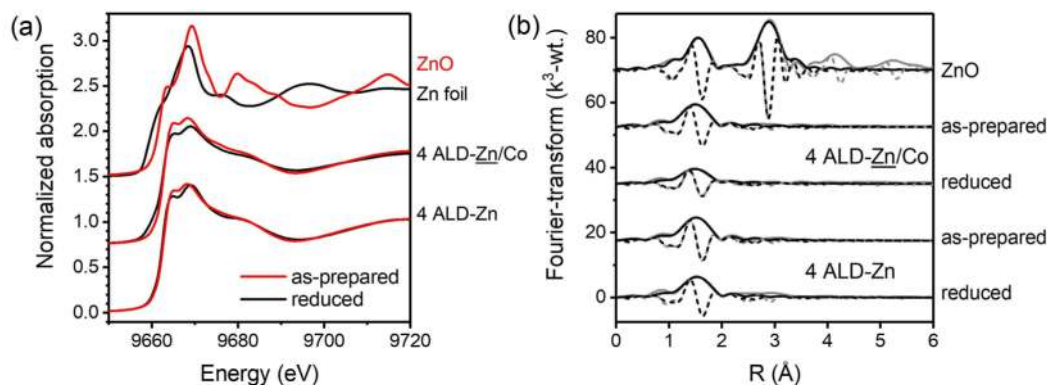 (a)
3.0
2.5
2.0
1.5
1.0
0.5
0.0
Normalized absorption
ZnO
Zn foil
4 ALD-Zn/Co
4 ALD-Zn
as-prepared
reduced
9660
9680
9700
9720
Energy (eV)
(b)
80
60
40
20
0
Fourier-transform (k³-wt.)
ZnO
as-prepared
4 ALD-Zn/Co
reduced
as-prepared
4 ALD-Zn
reduced
0 1 2 3 4 5 6
R (Å)